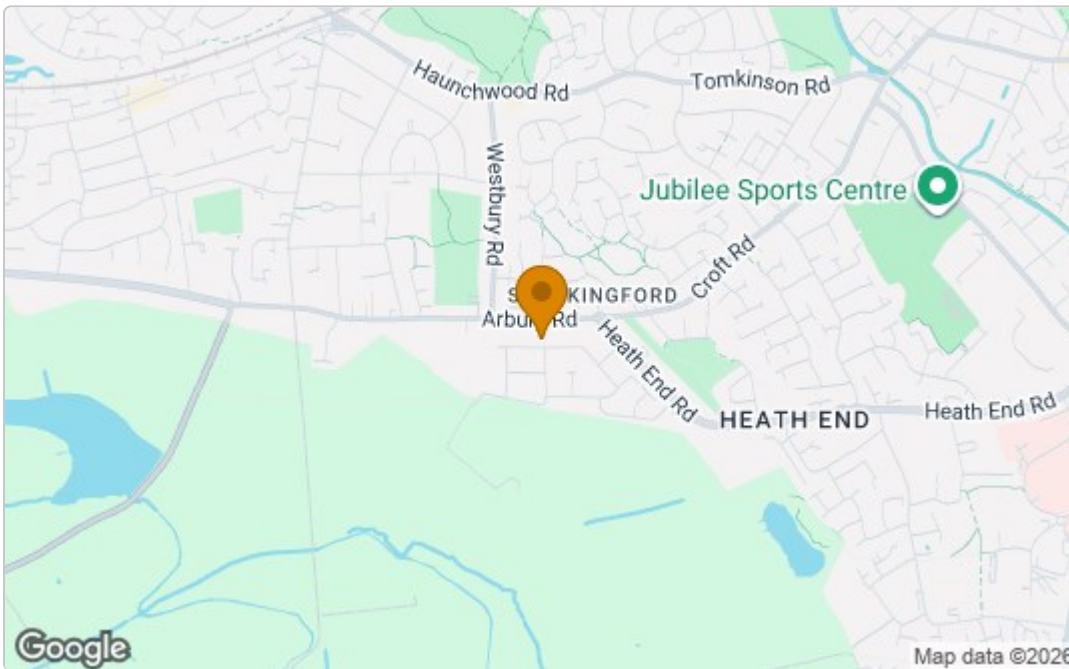 Haunchwood Rd
Tomkinson Rd
Westbury Rd
Jubilee Sports Centre
Croft Rd
KINGFORD
Heath End Rd
HEATH END
Heath End Rd
Google
Map data ©2026